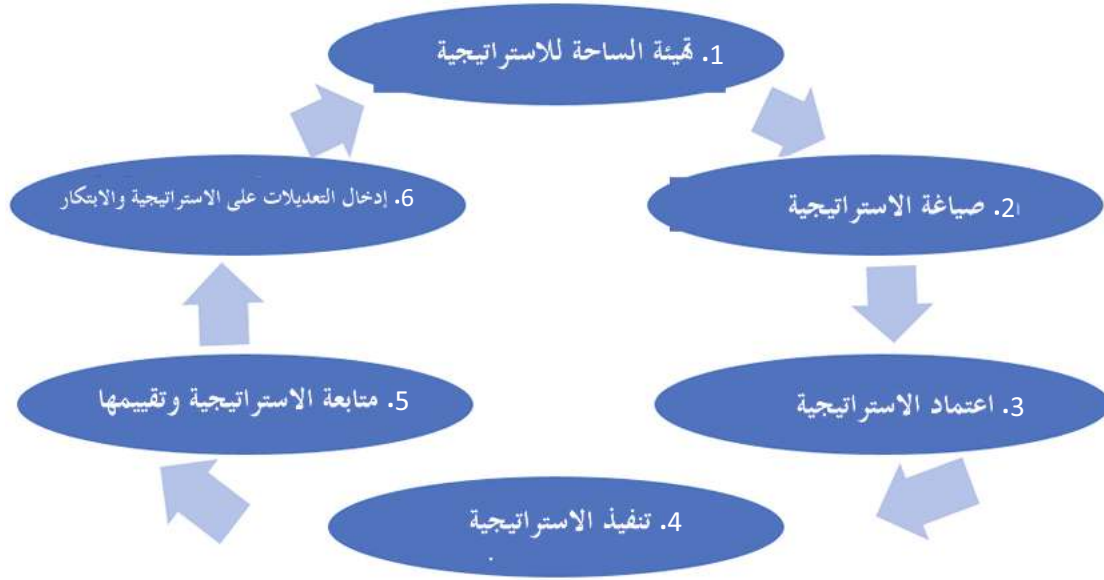 1. تهيئة الساحة للاستراتيجية
2. صياغة الاستراتيجية
3. اعتماد الاستراتيجية
4. تنفيذ الاستراتيجية
5. متابعة الاستراتيجية وتقييمها
6. إدخال التعديلات على الاستراتيجية والابتكار